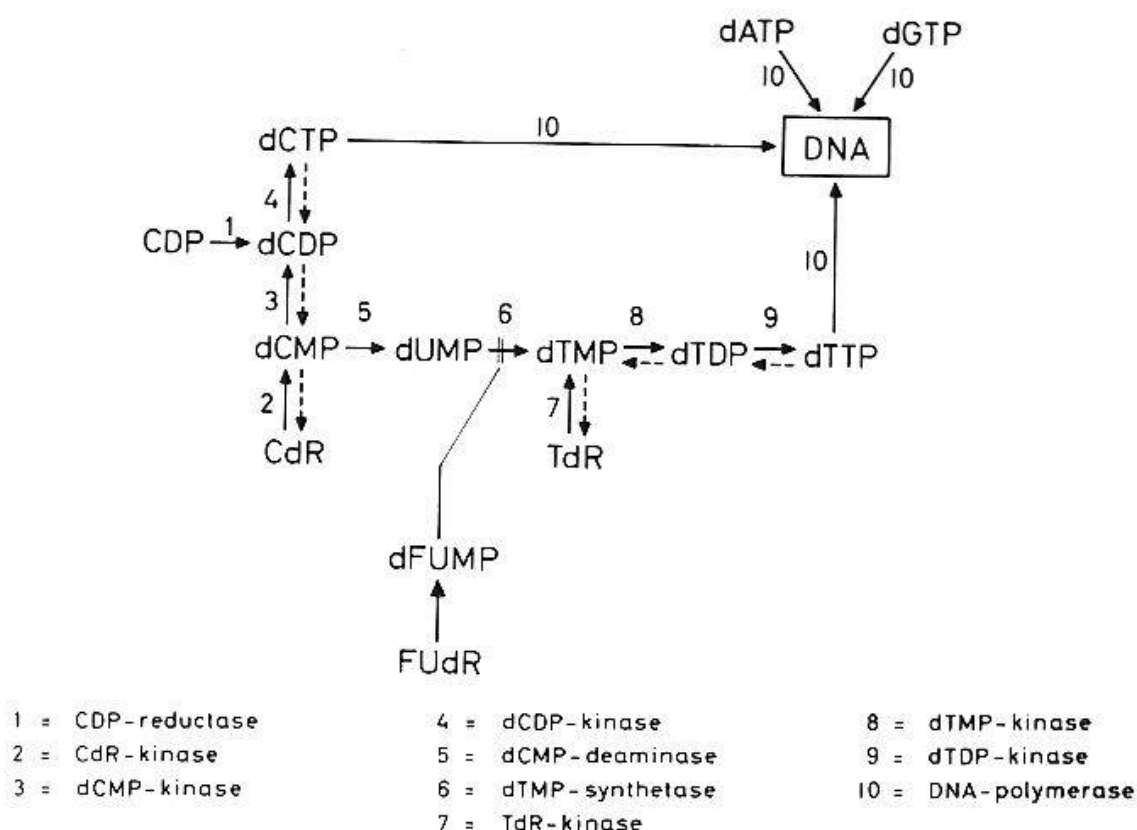 dATP dGTP
10 10
dCTP 10 DNA
4
CDP 1 dCDP
10
3 5 6 8 9
dCMP dUMP dTMP dTDP dTTP
2 7
CdR TdR
dFUMP
FUdR
1 = CDP-reductase 4 = dCDP-kinase 8 = dTMP-kinase
2 = CdR-kinase 5 = dCMP-deaminase 9 = dTDP-kinase
3 = dCMP-kinase 6 = dTMP-synthetase 10 = DNA-polymerase
7 = TdR-kinase